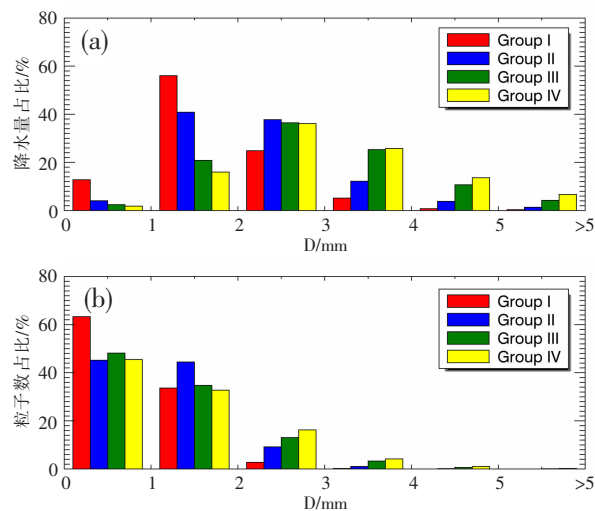 80
(a)
Group I
Group II
Group III
Group IV
60
40
20
0
降水量占比/%
0 1 2 3 4 5 >5
D/mm
80
(b)
Group I
Group II
Group III
Group IV
60
40
20
0
粒子数占比/%
0 1 2 3 4 5 >5
D/mm